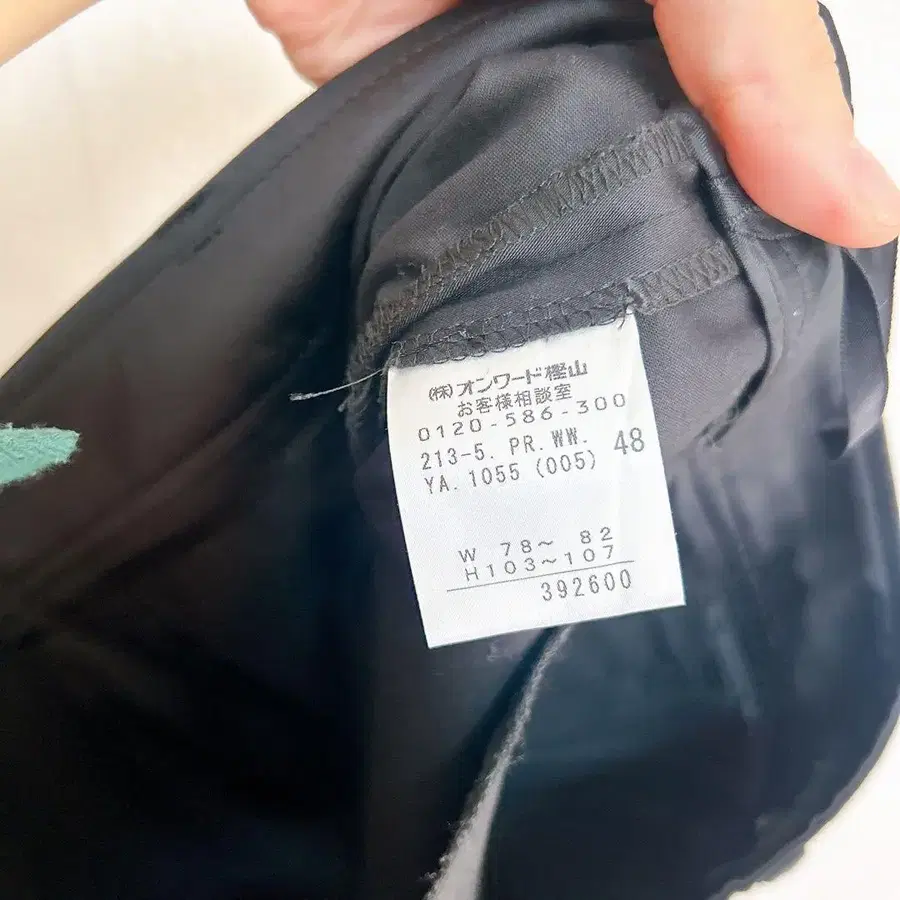 ㈱オンワード樫山
お客様相談室
0120-586-300
213-5. PR. WW. 48
YA. 1055 (005)
W 78～ 82
H103～107
392600